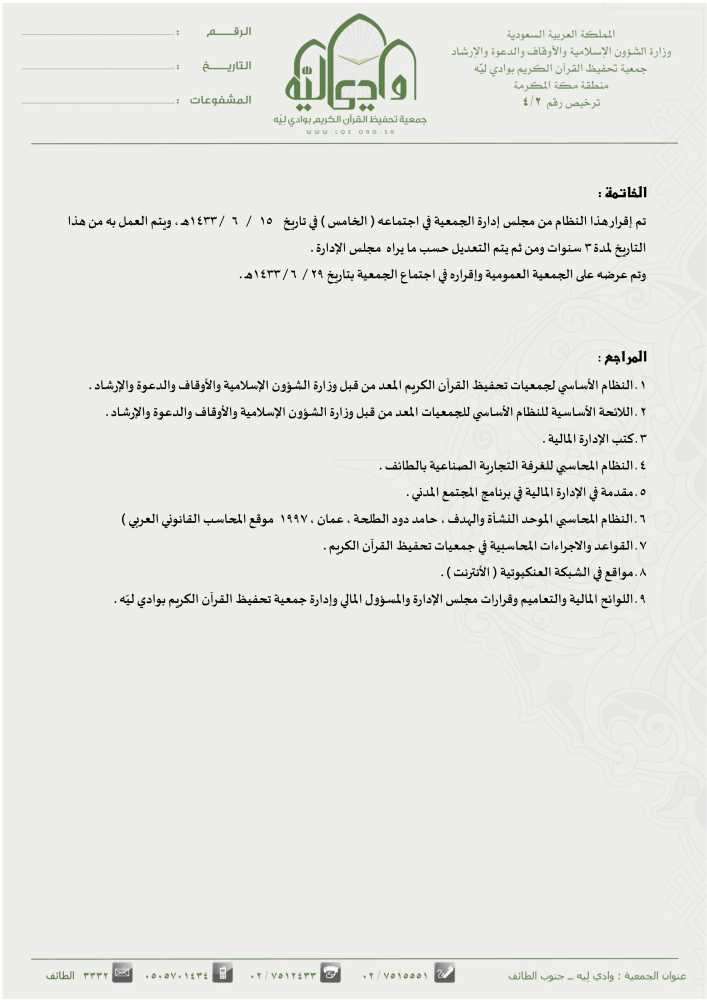 المملكة العربية السعودية
وزارة الشؤون الإسلامية والأوقاف والدعوة والإرشاد
جمعية تحفيظ القرآن الكريم بوادي ليّه
منطقة مكة المكرمة
ترخيص رقم ٤/٢
وادي ليّه
جمعية تحفيظ القرآن الكريم بوادي ليّه
WWW.LQE.ORG.SA
الرقــــم :
التاريـــــخ :
المشفوعات :
الخاتمة :
تم إقرار هذا النظام من مجلس إدارة الجمعية في اجتماعه ( الخامس ) في تاريخ ١٥ / ٦ / ١٤٣٣هـ ، ويتم العمل به من هذا
التاريخ لمدة ٣ سنوات ومن ثم يتم التعديل حسب ما يراه مجلس الإدارة .
وتم عرضه على الجمعية العمومية وإقراره في اجتماع الجمعية بتاريخ ٢٩ / ٦ /١٤٣٣هـ .
المراجع :
١.النظام الأساسي لجمعيات تحفيظ القرآن الكريم المعد من قبل وزارة الشؤون الإسلامية والأوقاف والدعوة والإرشاد .
٢.اللائحة الأساسية للنظام الأساسي للجمعيات المعد من قبل وزارة الشؤون الإسلامية والأوقاف والدعوة والإرشاد .
٣.كتب الإدارة المالية .
٤.النظام المحاسبي للغرفة التجارية الصناعية بالطائف .
٥.مقدمة في الإدارة المالية في برنامج المجتمع المدني .
٦.النظام المحاسبي الموحد النشأة والهدف ، حامد دود الطلحة ، عمان ، ١٩٩٧ موقع المحاسب القانوني العربي )
٧.القواعد والاجراءات المحاسبية في جمعيات تحفيظ القرآن الكريم .
٨.مواقع في الشبكة العنكبوتية ( الأنترنت ) .
٩.اللوائح المالية والتعاميم وقرارات مجلس الإدارة والمسؤول المالي وإدارة جمعية تحفيظ القرآن الكريم بوادي ليّه .
عنوان الجمعية : وادي لِيه ــ جنوب الطائف ٠٢/٧٥١٥٥٥١ ٠٢/٧٥١٢٤٣٣ ٠٥٠٥٧٠١٤٣٤ ٣٣٣٢ الطائف